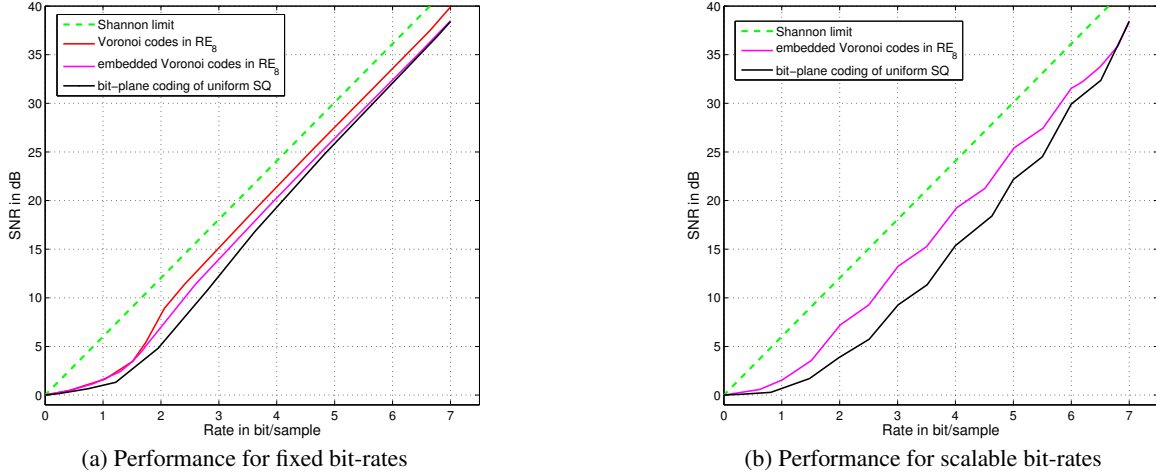 40
35
30
25
20
15
10
5
0
SNR in dB
Shannon limit
Voronoi codes in RE8
embedded Voronoi codes in RE8
bit-plane coding of uniform SQ
0 1 2 3 4 5 6 7
Rate in bit/sample
(a) Performance for fixed bit-rates
40
35
30
25
20
15
10
5
0
SNR in dB
Shannon limit
embedded Voronoi codes in RE8
bit-plane coding of uniform SQ
0 1 2 3 4 5 6 7
Rate in bit/sample
(b) Performance for scalable bit-rates